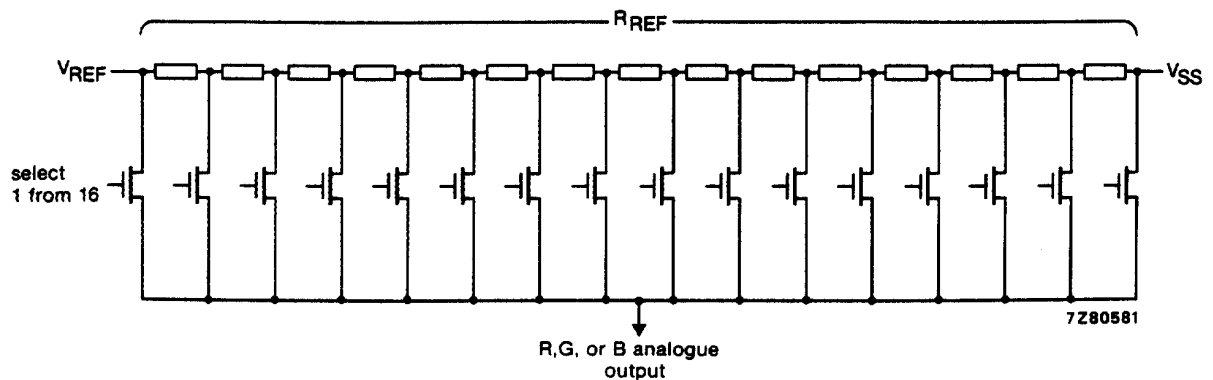 RREF
VREF
VSS
select
1 from 16
7Z80581
R,G, or B analogue
output